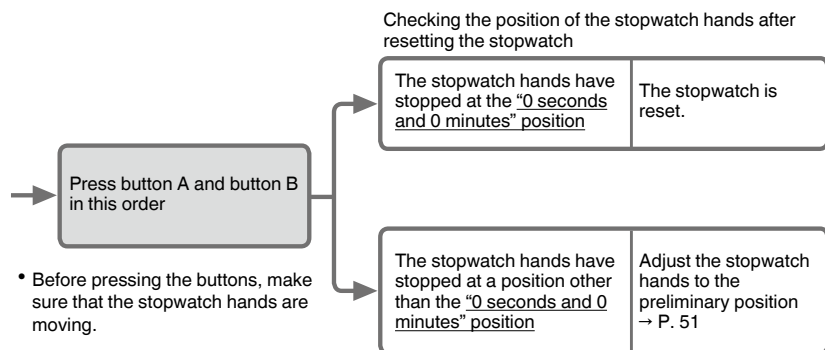 Checking the position of the stopwatch hands after
resetting the stopwatch
The stopwatch hands have
stopped at the “0 seconds
and 0 minutes” position
The stopwatch is
reset.
Press button A and button B
in this order
• Before pressing the buttons, make
sure that the stopwatch hands are
moving.
The stopwatch hands have
stopped at a position other
than the “0 seconds and 0
minutes” position
Adjust the stopwatch
hands to the
preliminary position
→ P. 51